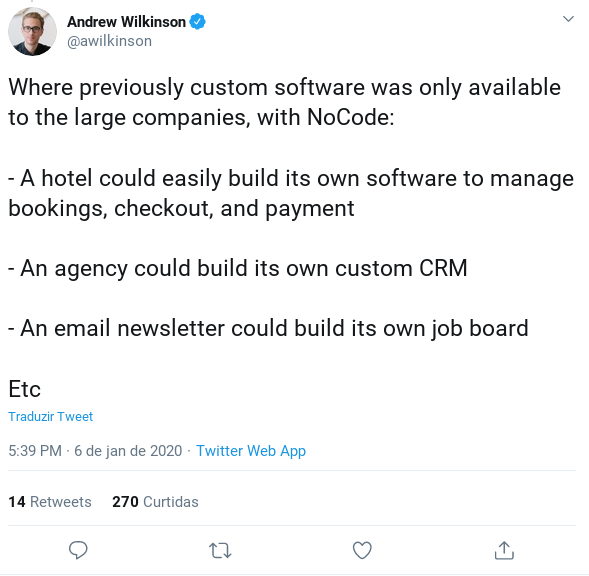 Andrew Wilkinson
@awilkinson
Where previously custom software was only available
to the large companies, with NoCode:
- A hotel could easily build its own software to manage
bookings, checkout, and payment
- An agency could build its own custom CRM
- An email newsletter could build its own job board
Etc
Traduzir Tweet
5:39 PM · 6 de jan de 2020 · Twitter Web App
14 Retweets 270 Curtidas